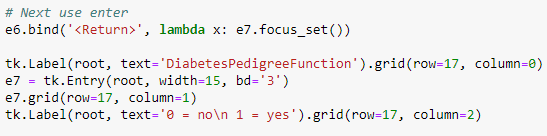 # Next use enter
e6.bind('<Return>', lambda x: e7.focus_set())
tk.Label(root, text='DiabetesPedigreeFunction').grid(row=17, column=0)
e7 = tk.Entry(root, width=15, bd='3')
e7.grid(row=17, column=1)
tk.Label(root, text='0 = no\n 1 = yes').grid(row=17, column=2)